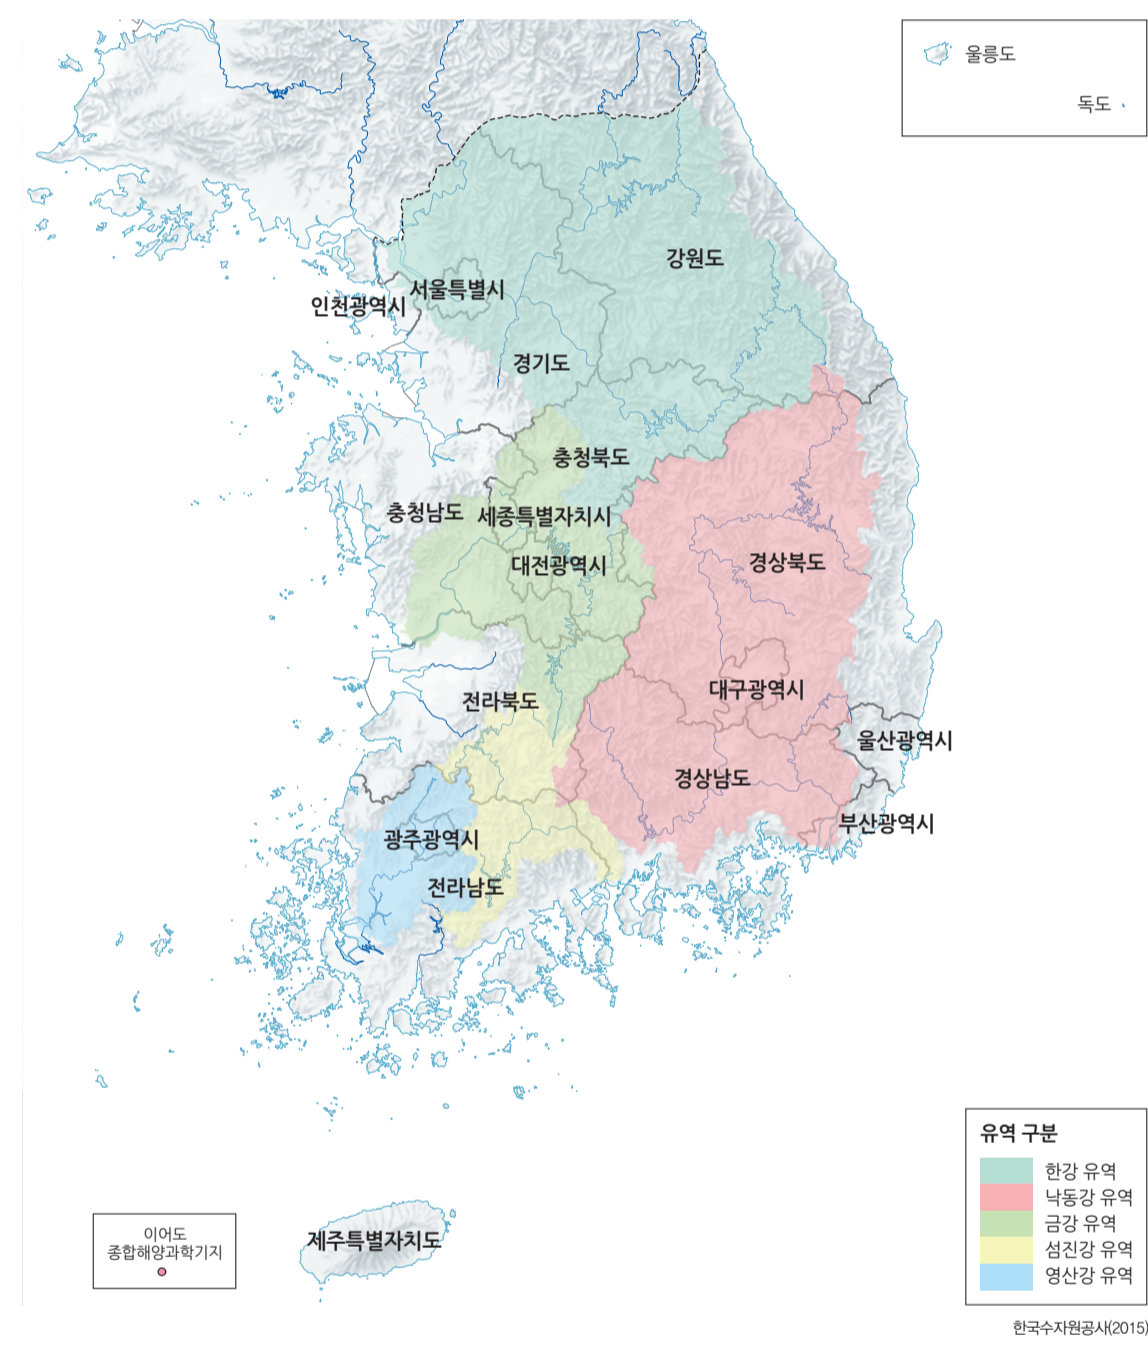 울릉도
독도
강원도
서울특별시
인천광역시
경기도
충청북도
충청남도
세종특별자치시
대전광역시
경상북도
대구광역시
전라북도
울산광역시
경상남도
부산광역시
광주광역시
전라남도
제주특별자치도
이어도
종합해양과학기지
유역 구분
한강 유역
낙동강 유역
금강 유역
섬진강 유역
영산강 유역
한국수자원공사(2015)